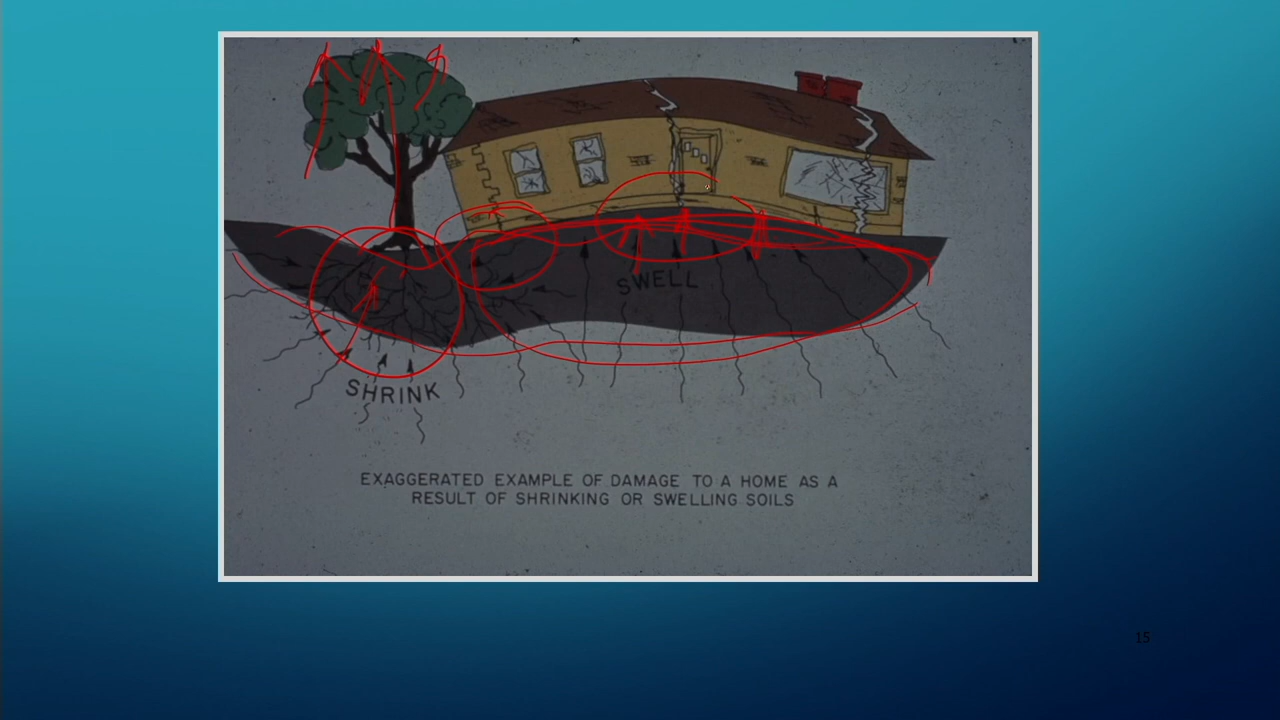 SWELL
SHRINK
EXAGGERATED EXAMPLE OF DAMAGE TO A HOME AS A
RESULT OF SHRINKING OR SWELLING SOILS
15